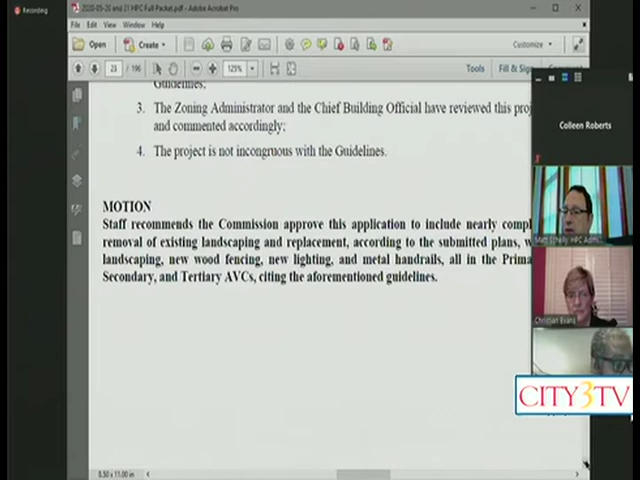 Recording
2020-05-20 and 21 HPC Full Packet.pdf - Adobe Acrobat Pro
File Edit View Window Help
Open
Create
Customize
23 / 196
125%
Tools
Fill & Sign
Guidelines;
3. The Zoning Administrator and the Chief Building Official have reviewed this
and commented accordingly;
4. The project is not incongruous with the Guidelines.
MOTION
Staff recommends the Commission approve this application to include nearly
removal of existing landscaping and replacement, according to the submitted plans,
landscaping, new wood fencing, new lighting, and metal handrails, all in the
Secondary, and Tertiary AVCs, citing the aforementioned guidelines.
8.50 x 11.00 in
Colleen Roberts
HPC
Christian Evans
CITY3TV